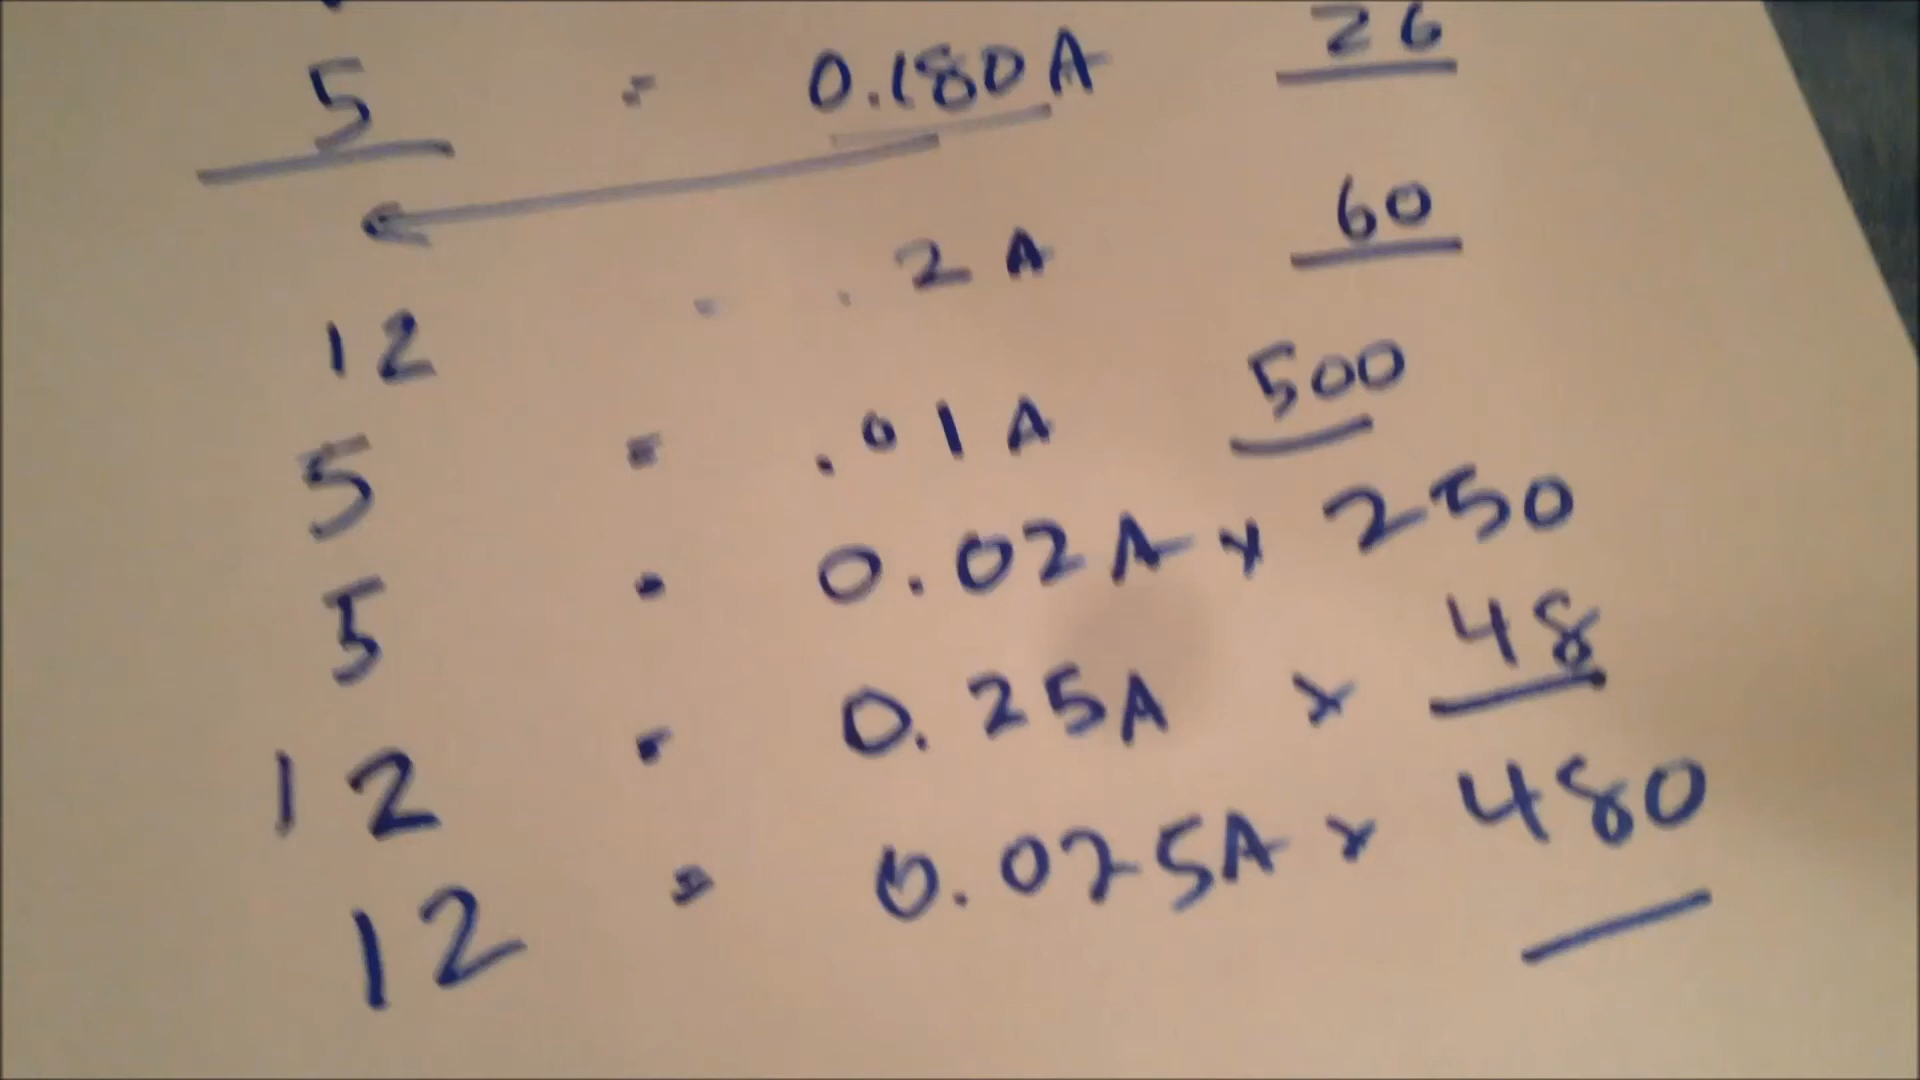 5 = 0.180A 26
12 = .2A 60
5 = .01A 500
5 = 0.02A x 250
12 = 0.25A x 48
12 = 0.025A x 480